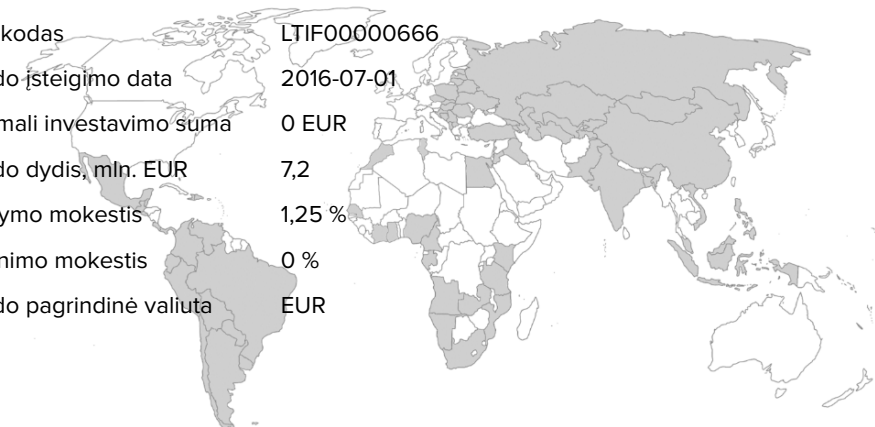 kodas LTIF00000666
do įsteigimo data 2016-07-01
mali investavimo suma 0 EUR
do dydis, mln. EUR 7,2
ymo mokestis 1,25 %
nimo mokestis 0 %
do pagrindinė valiuta EUR